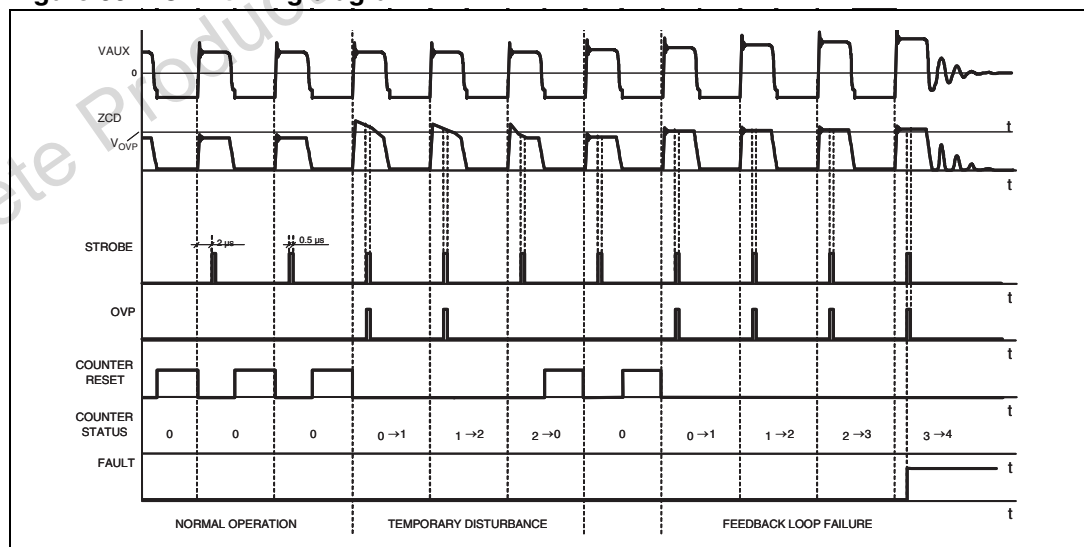 VAUX
0
ZCD
t
VOVP
t
2 µs
0.5 µs
STROBE
t
OVP
t
COUNTER
RESET
t
COUNTER
STATUS
0
0
0
0 →1
1 →2
2 →0
0
0 →1
1 →2
2 →3
3 →4
FAULT
t
t
NORMAL OPERATION
TEMPORARY DISTURBANCE
FEEDBACK LOOP FAILURE